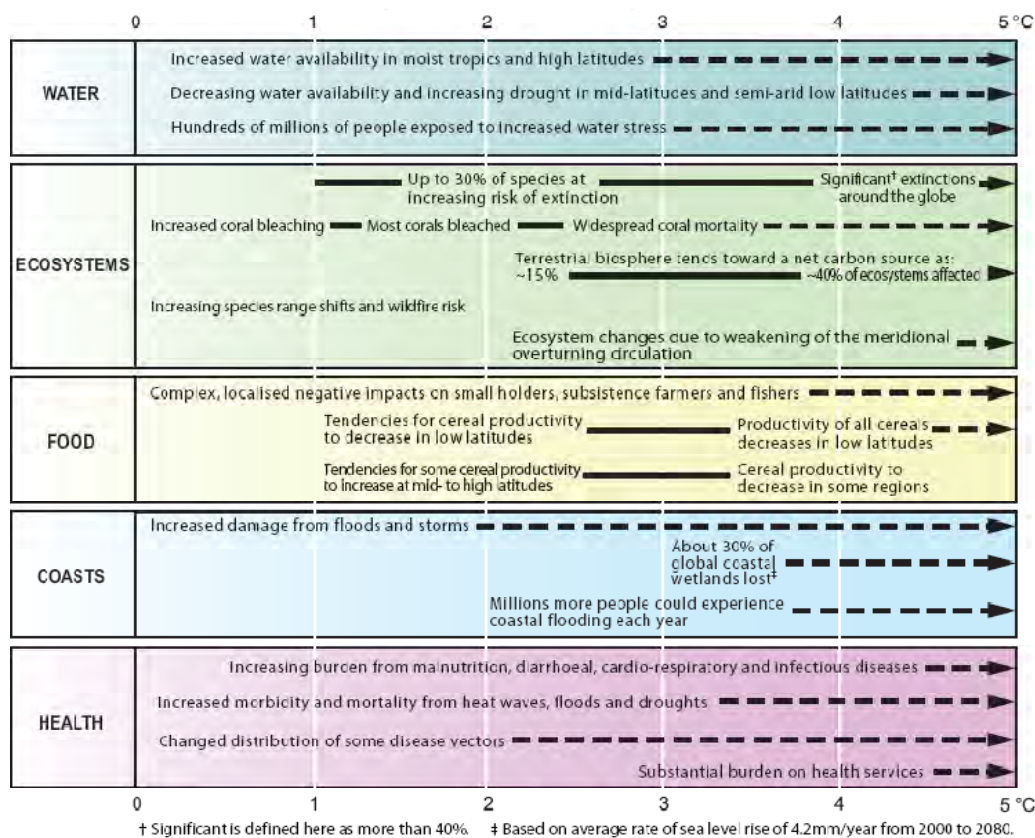 0 1 2 3 4 5 °C
WATER
Increased water availability in moist tropics and high latitudes
Decreasing water availability and increasing drought in mid-latitudes and semi-arid low latitudes
Hundreds of millions of people exposed to increased water stress
ECOSYSTEMS
Up to 30% of species at
increasing risk of extinction
Significant† extinctions
around the globe
Increased coral bleaching Most corals bleached Widespread coral mortality
Terrestrial biosphere tends toward a net carbon source as:
~15% ~40% of ecosystems affected
Increasing species range shifts and wildfire risk
Ecosystem changes due to weakening of the meridional
overturning circulation
FOOD
Complex, localised negative impacts on small holders, subsistence farmers and fishers
Tendencies for cereal productivity
to decrease in low latitudes
Productivity of all cereals
decreases in low latitudes
Tendencies for some cereal productivity
to increase at mid- to high latitudes
Cereal productivity to
decrease in some regions
COASTS
Increased damage from floods and storms
About 30% of
global coastal
wetlands lost‡
Millions more people could experience
coastal flooding each year
HEALTH
Increasing burden from malnutrition, diarrhoeal, cardio-respiratory and infectious diseases
Increased morbicity and mortality from heat waves, floods and droughts
Changed distribution of some disease vectors
Substantial burden on health services
0 1 2 3 4 5 °C
† Significant is defined here as more than 40%. ‡ Based on average rate of sea level rise of 4.2mm/year from 2000 to 2080.